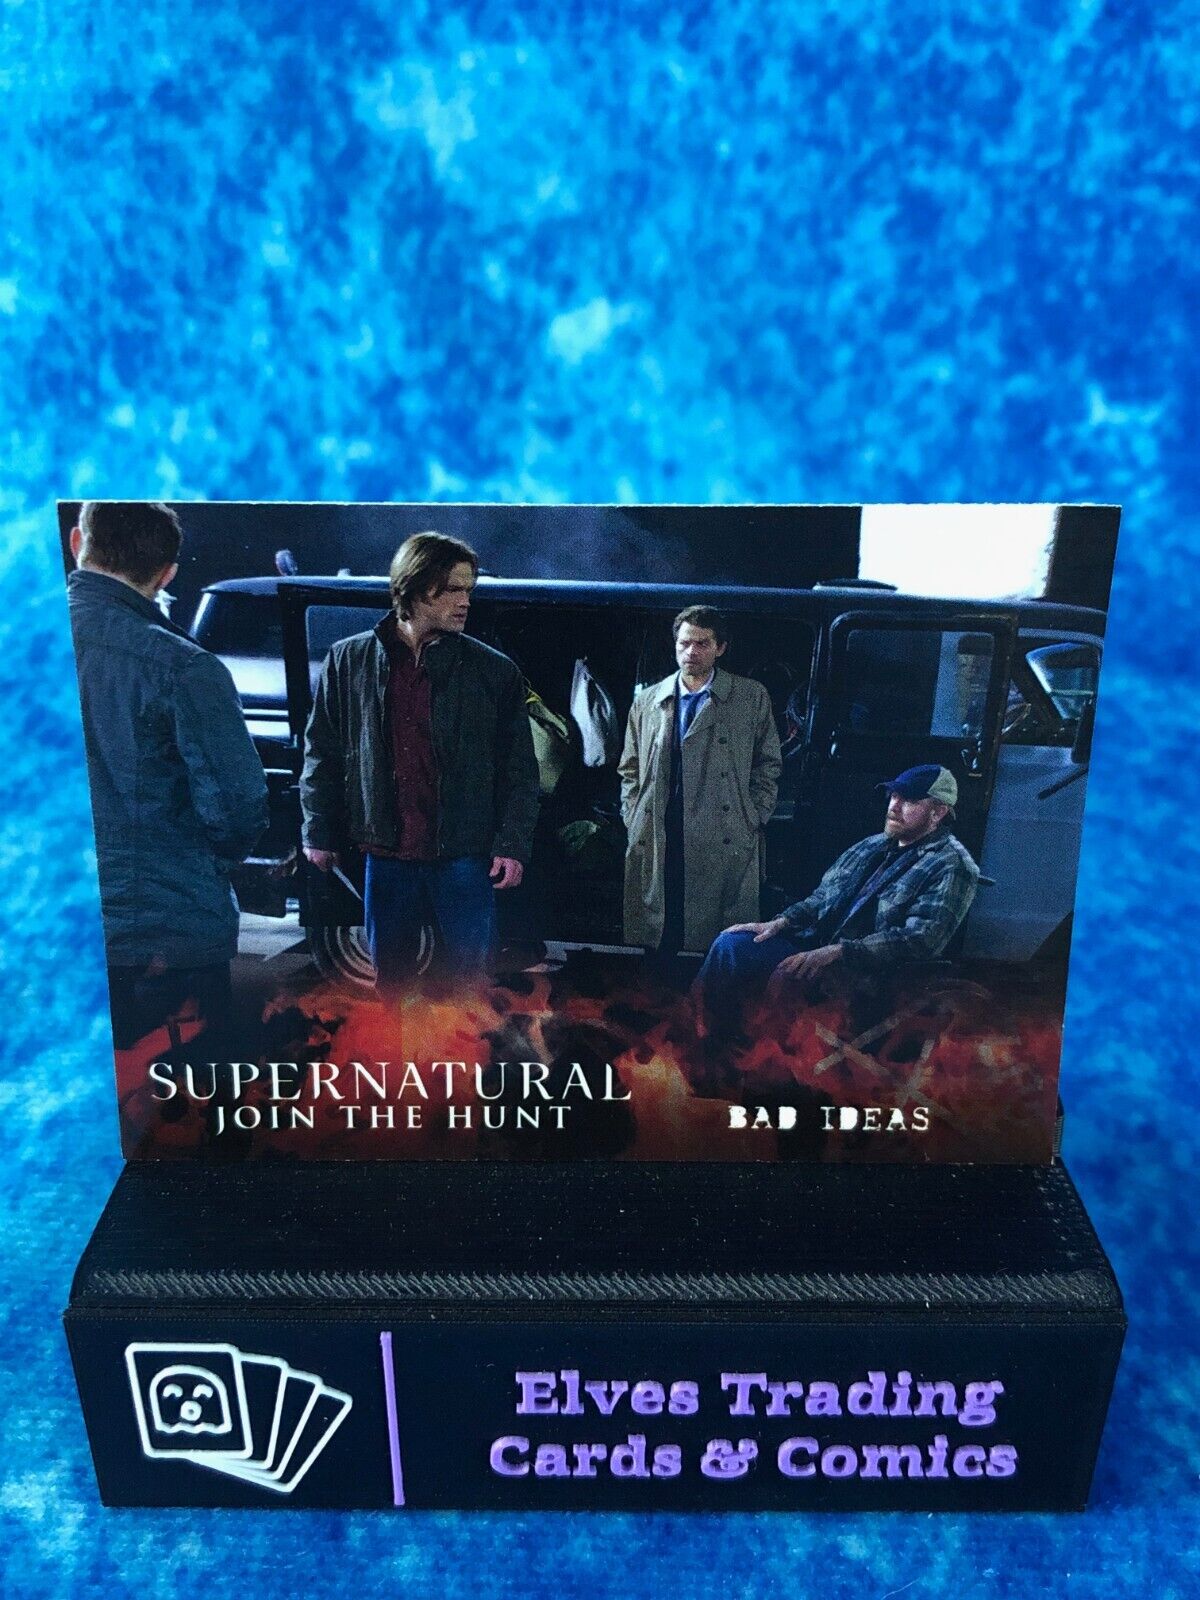 SUPERNATURAL
JOIN THE HUNT
BAD IDEAS
Elves Trading
Cards & Comics